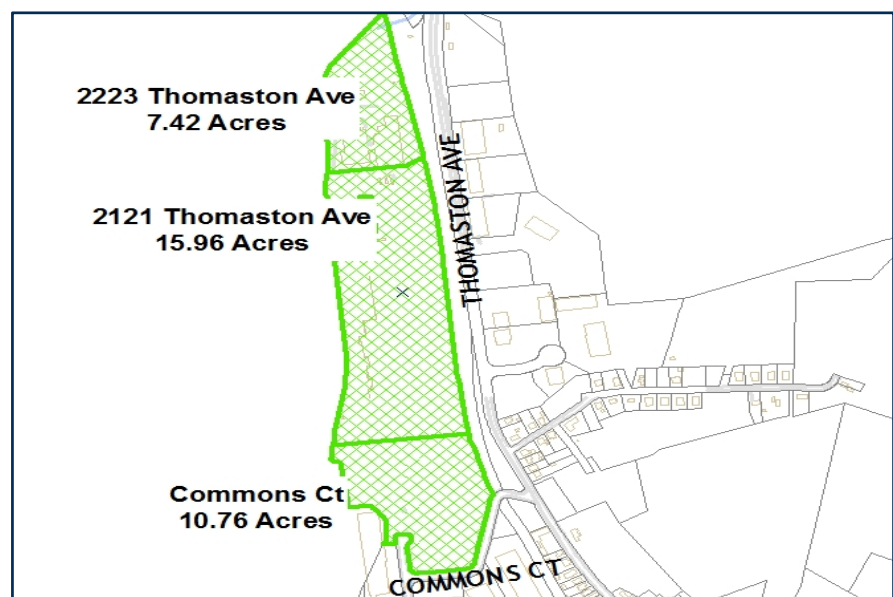 2223 Thomaston Ave
7.42 Acres
THOMASTON AVE
2121 Thomaston Ave
15.96 Acres
Commons Ct
10.76 Acres
COMMONS CT